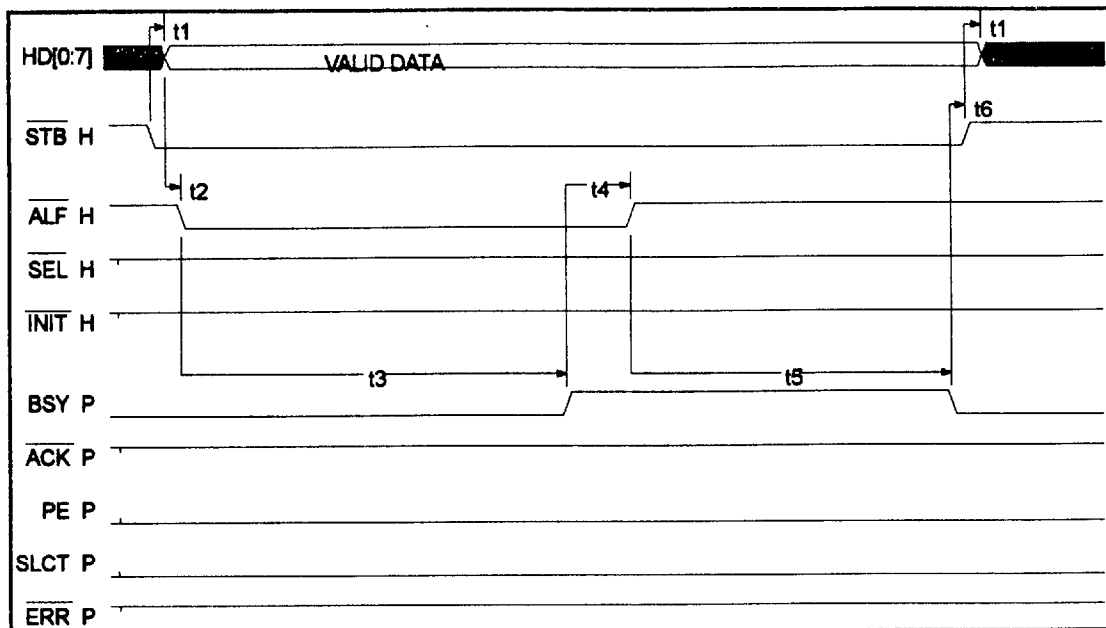 t1
t1
HD[0:7]
VALID DATA
t6
STB H
t2
t4
ALF H
SEL H
INIT H
t3
t5
BSY P
ACK P
PE P
SLCT P
ERR P